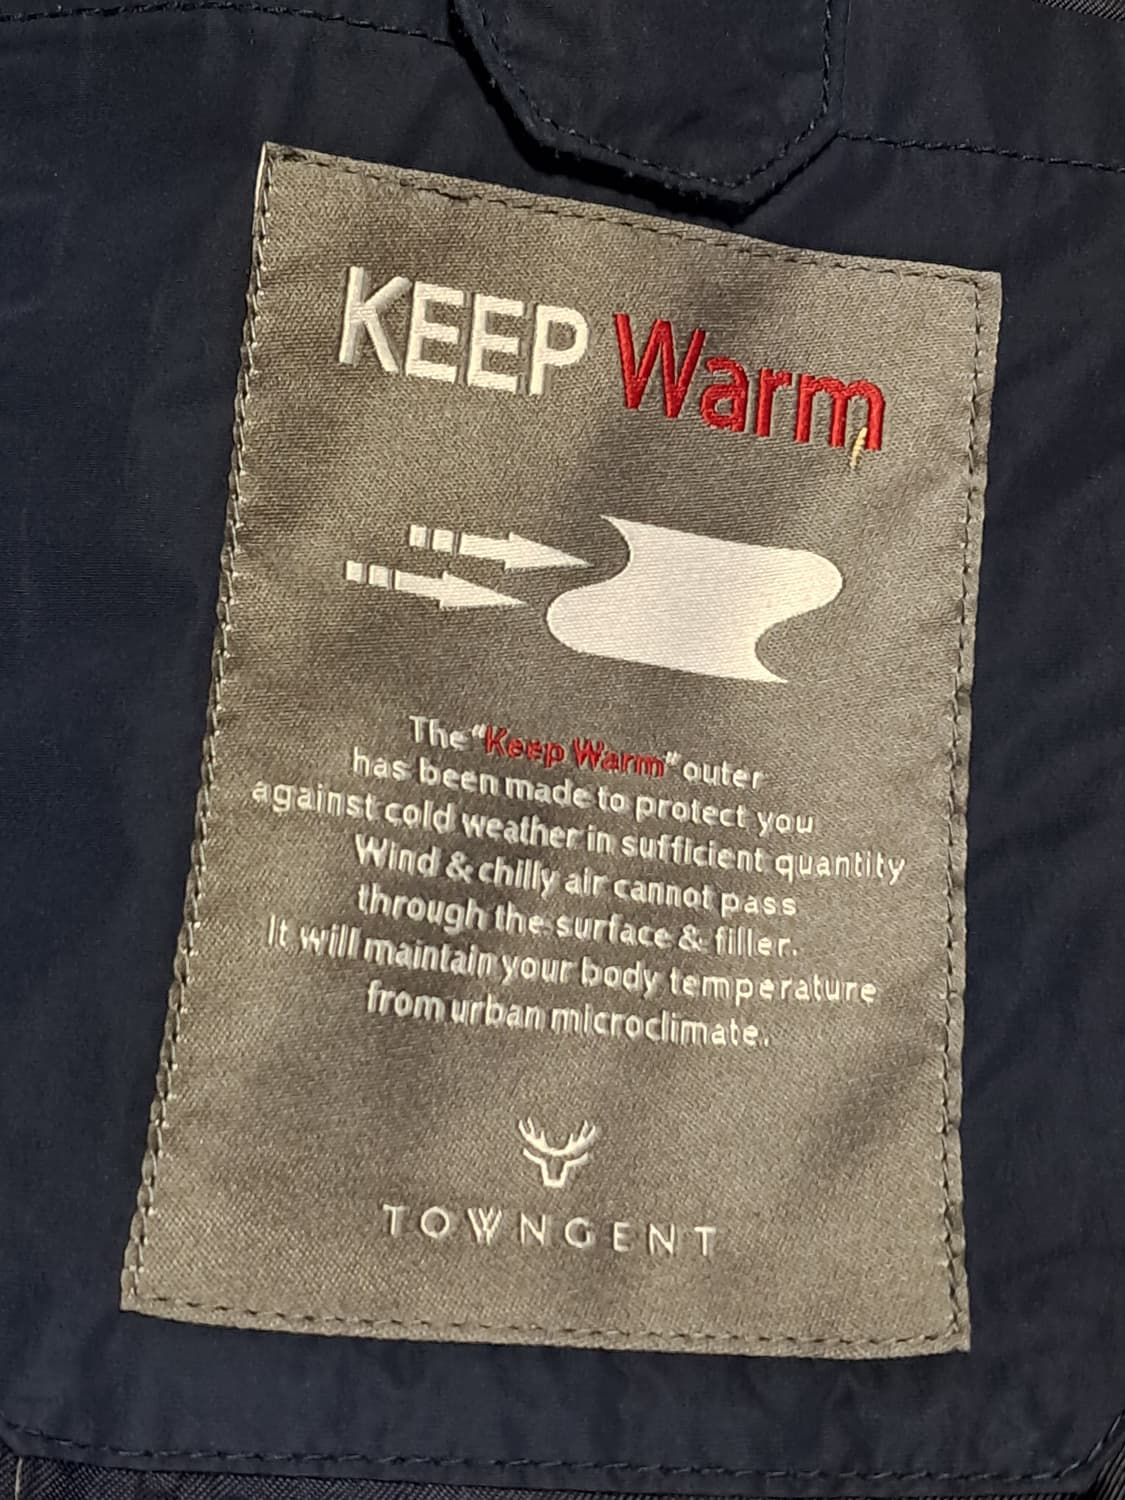 KEEP Warm
The "Keep Warm" outer
has been made to protect you
against cold weather in sufficient quantity
Wind & chilly air cannot pass
through the surface & filler.
It will maintain your body temperature
from urban microclimate.
TOWNGENT